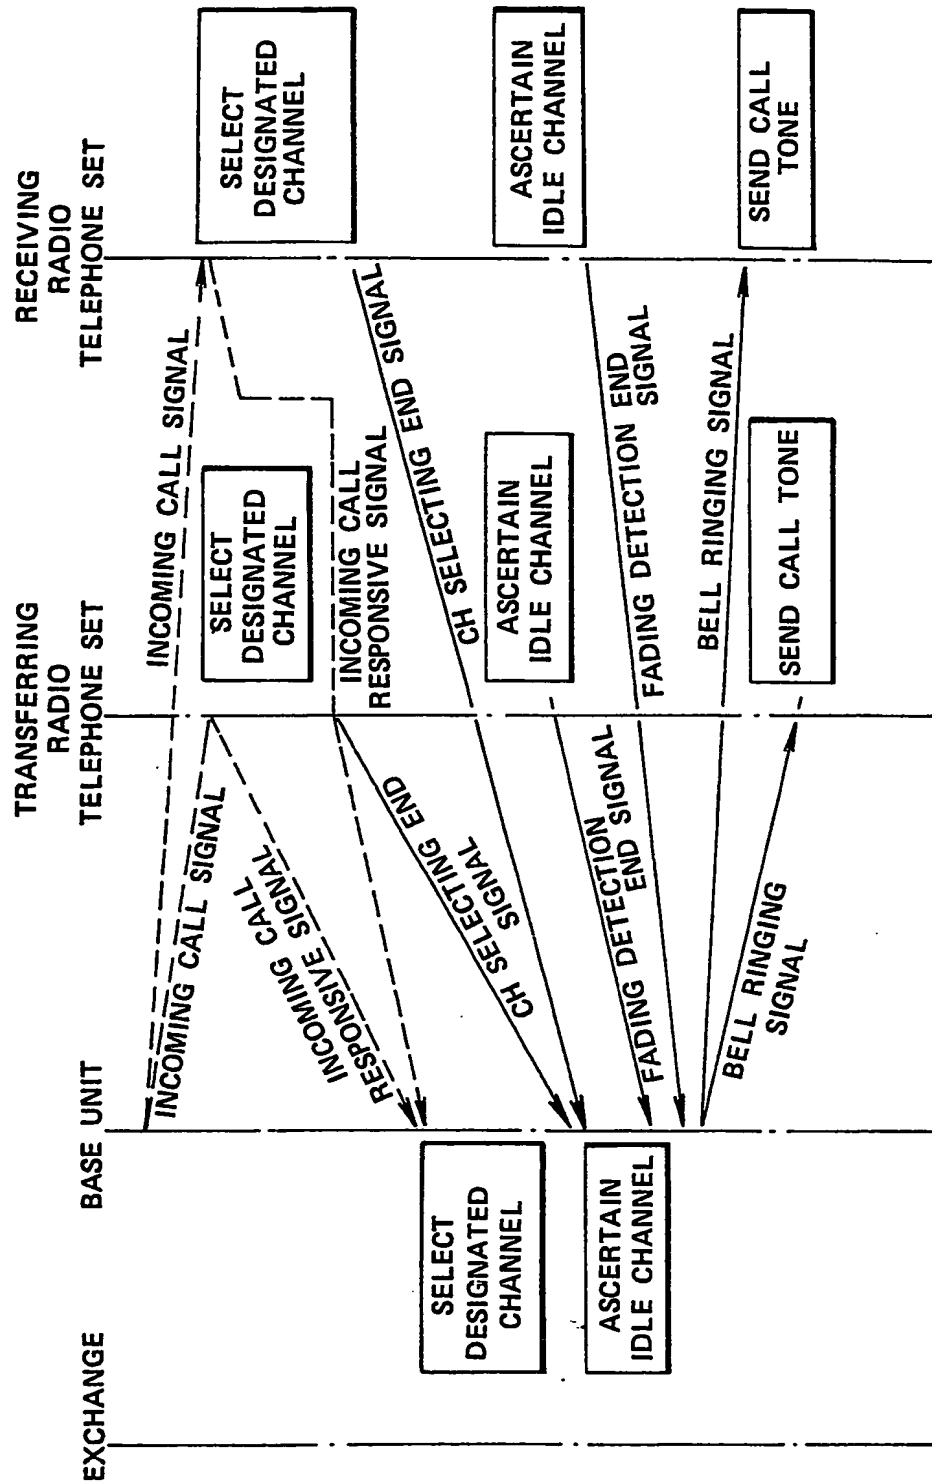 EXCHANGE
BASE UNIT
TRANSFERRING
RADIO
TELEPHONE SET
RECEIVING
RADIO
TELEPHONE SET
INCOMING CALL SIGNAL
INCOMING CALL SIGNAL
SELECT
DESIGNATED
CHANNEL
SELECT
DESIGNATED
CHANNEL
INCOMING CALL
RESPONSIVE SIGNAL
INCOMING CALL
RESPONSIVE SIGNAL
SELECT
DESIGNATED
CHANNEL
CH SELECTING END
SIGNAL
CH SELECTING END SIGNAL
ASCERTAIN
IDLE CHANNEL
ASCERTAIN
IDLE CHANNEL
ASCERTAIN
IDLE CHANNEL
FADING DETECTION
END SIGNAL
FADING DETECTION END
SIGNAL
BELL RINGING SIGNAL
BELL RINGING
SIGNAL
SEND CALL TONE
SEND CALL
TONE